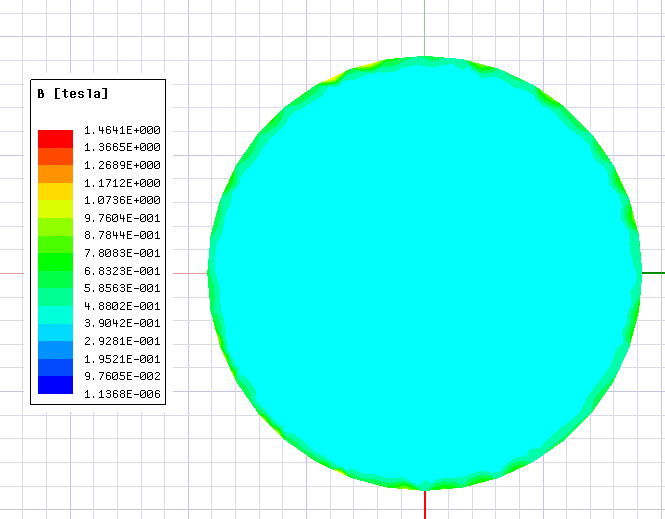 B [tesla]
1.4641E+000
1.3665E+000
1.2689E+000
1.1712E+000
1.0736E+000
9.7604E-001
8.7844E-001
7.8083E-001
6.8323E-001
5.8563E-001
4.8802E-001
3.9042E-001
2.9281E-001
1.9521E-001
9.7605E-002
1.1368E-006